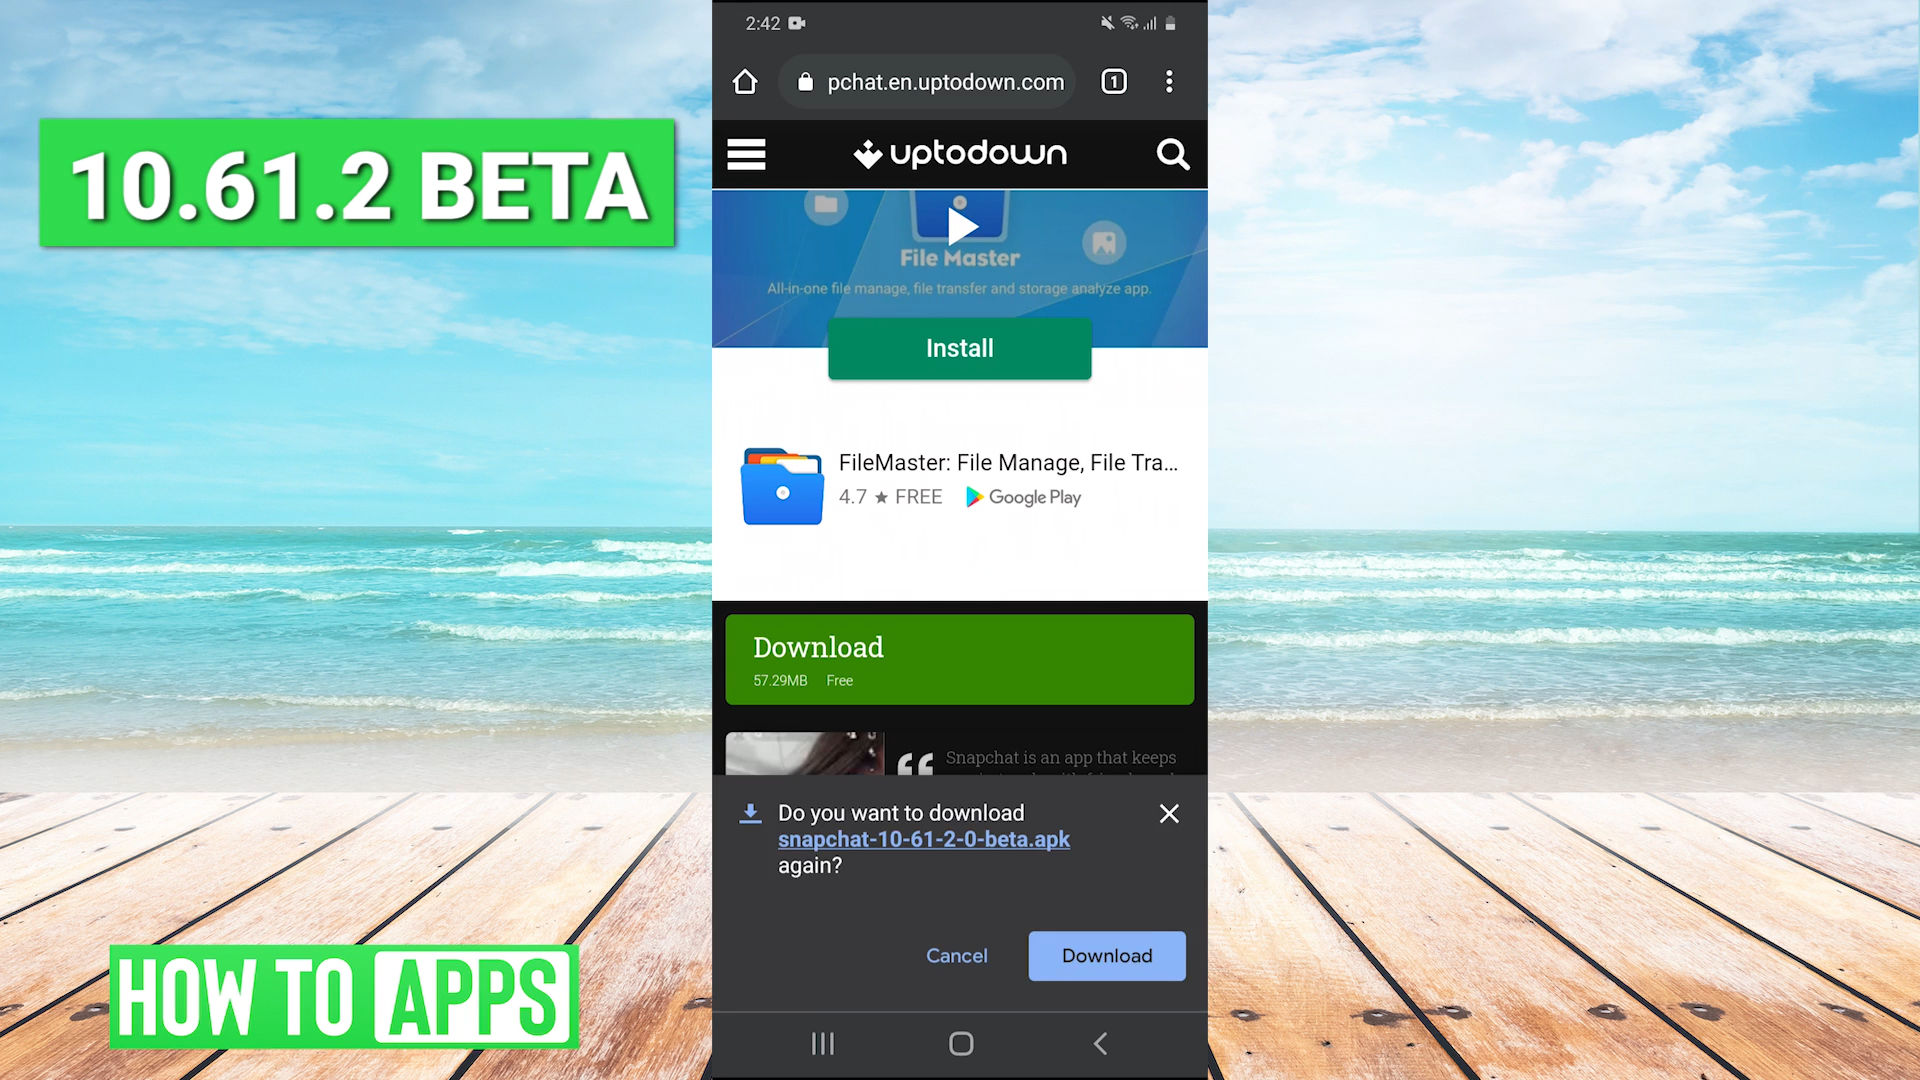 10.61.2 BETA
2:42
pchat.en.uptodown.com
1
uptodown
File Master
All-in-one file manage, file transfer and storage analyze app.
Install
FileMaster: File Manage, File Tra...
4.7 ★ FREE Google Play
Download
57.29MB Free
Snapchat is an app that keeps
Do you want to download
snapchat-10-61-2-0-beta.apk
again?
Cancel Download
HOW TO APPS